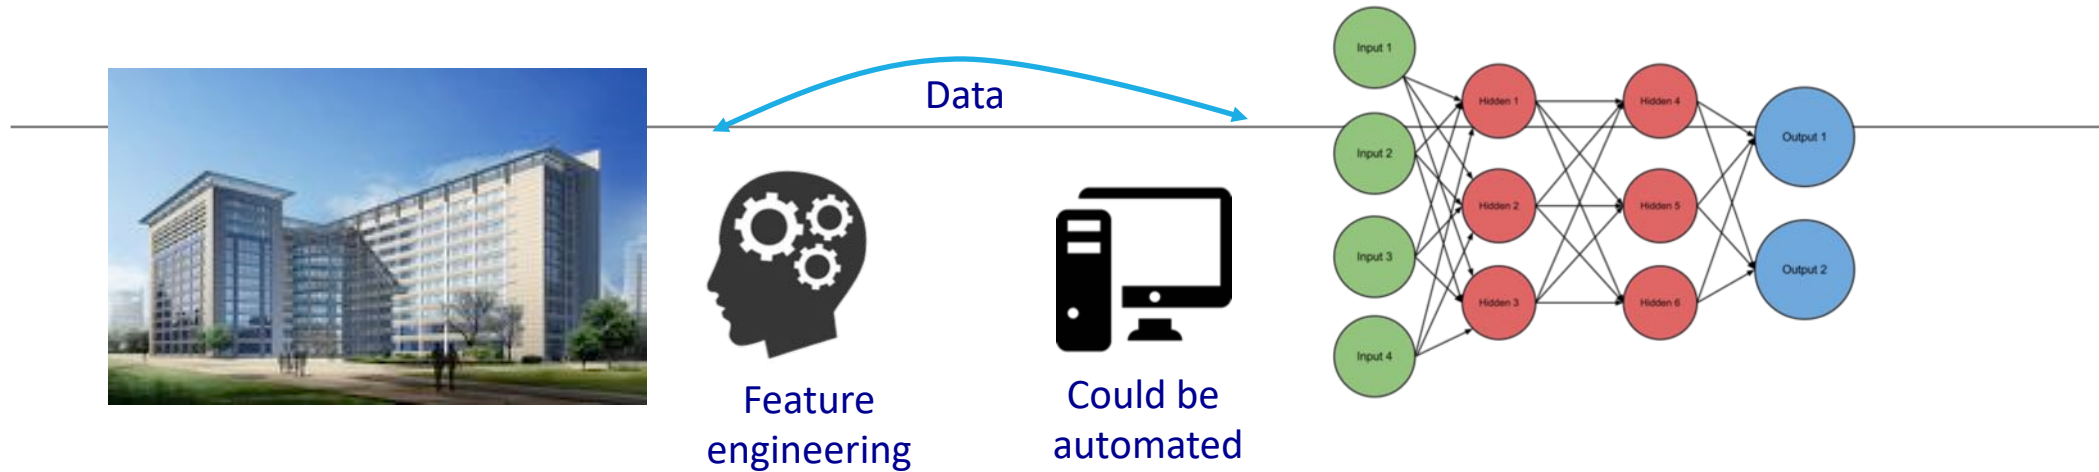 Data
Feature
engineering
Could be
automated
Input 1
Input 2
Input 3
Input 4
Hidden 1
Hidden 2
Hidden 3
Hidden 4
Hidden 5
Hidden 6
Output 1
Output 2